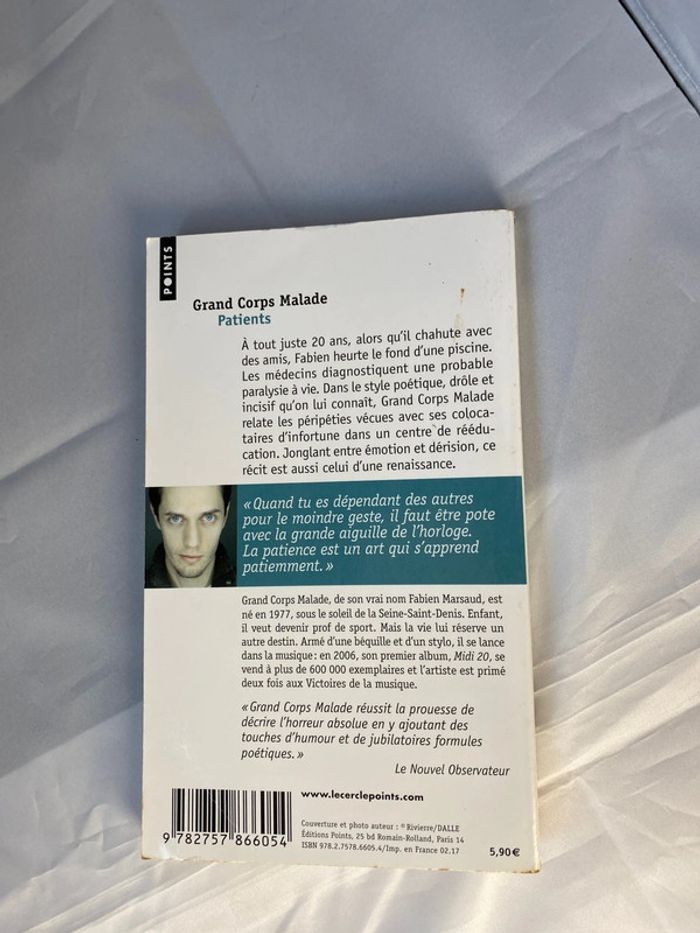 POINTS
Grand Corps Malade
Patients
À tout juste 20 ans, alors qu'il chahute avec
des amis, Fabien heurte le fond d'une piscine.
Les médecins diagnostiquent une probable
paralysie à vie. Dans le style poétique, drôle et
incisif qu'on lui connaît, Grand Corps Malade
relate les péripéties vécues avec ses coloca-
taires d'infortune dans un centre de réédu-
cation. Jonglant entre émotion et dérision, ce
récit est aussi celui d'une renaissance.
« Quand tu es dépendant des autres
pour le moindre geste, il faut être pote
avec la grande aiguille de l'horloge.
La patience est un art qui s'apprend
patiemment. »
Grand Corps Malade, de son vrai nom Fabien Marsaud, est
né en 1977, sous le soleil de la Seine-Saint-Denis. Enfant,
il veut devenir prof de sport. Mais la vie lui réserve un
autre destin. Armé d'une béquille et d'un stylo, il se lance
dans la musique : en 2006, son premier album, Midi 20, se
vend à plus de 600 000 exemplaires et l'artiste est primé
deux fois aux Victoires de la musique.
« Grand Corps Malade réussit la prouesse de
décrire l'horreur absolue en y ajoutant des
touches d'humour et de jubilatoires formules
poétiques. »
Le Nouvel Observateur
www.lecerclepoints.com
Couverture et photo auteur : © Rivierre/DALLE
Éditions Points, 25 bd Romain-Rolland, Paris 14
ISBN 978.2.7578.6605.4/Imp. en France 02.17
5,90 €
9 782757 866054